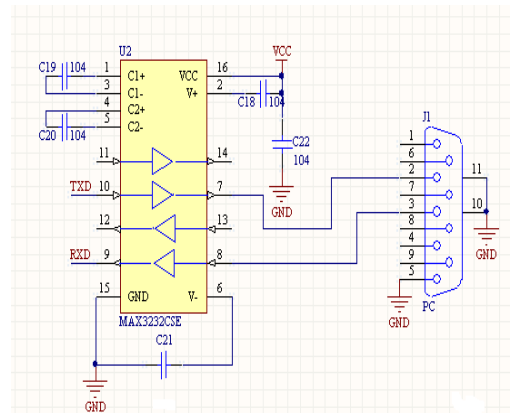 U2
VCC
C19 104
1 C1+ VCC 16
3 C1- V+ 2
C18 104
4 C2+
5 C2-
C20 104
C22
104
GND
J1
11 14
TXD 10 7
12 13
RXD 9 8
15 GND V- 6
MAX3232CSE
C21
GND
1
6
2
7
3
8
4
9
5
11
10
GND
PC
GND